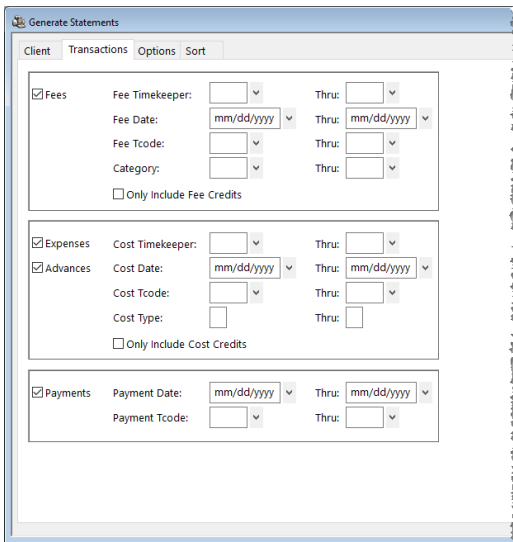 Generate Statements
Client Transactions Options Sort
Fees Fee Timekeeper: Thru:
Fee Date: mm/dd/yyyy Thru: mm/dd/yyyy
Fee Tcode: Thru:
Category: Thru:
Only Include Fee Credits
Expenses Cost Timekeeper: Thru:
Advances Cost Date: mm/dd/yyyy Thru: mm/dd/yyyy
Cost Tcode: Thru:
Cost Type: Thru:
Only Include Cost Credits
Payments Payment Date: mm/dd/yyyy Thru: mm/dd/yyyy
Payment Tcode: Thru: